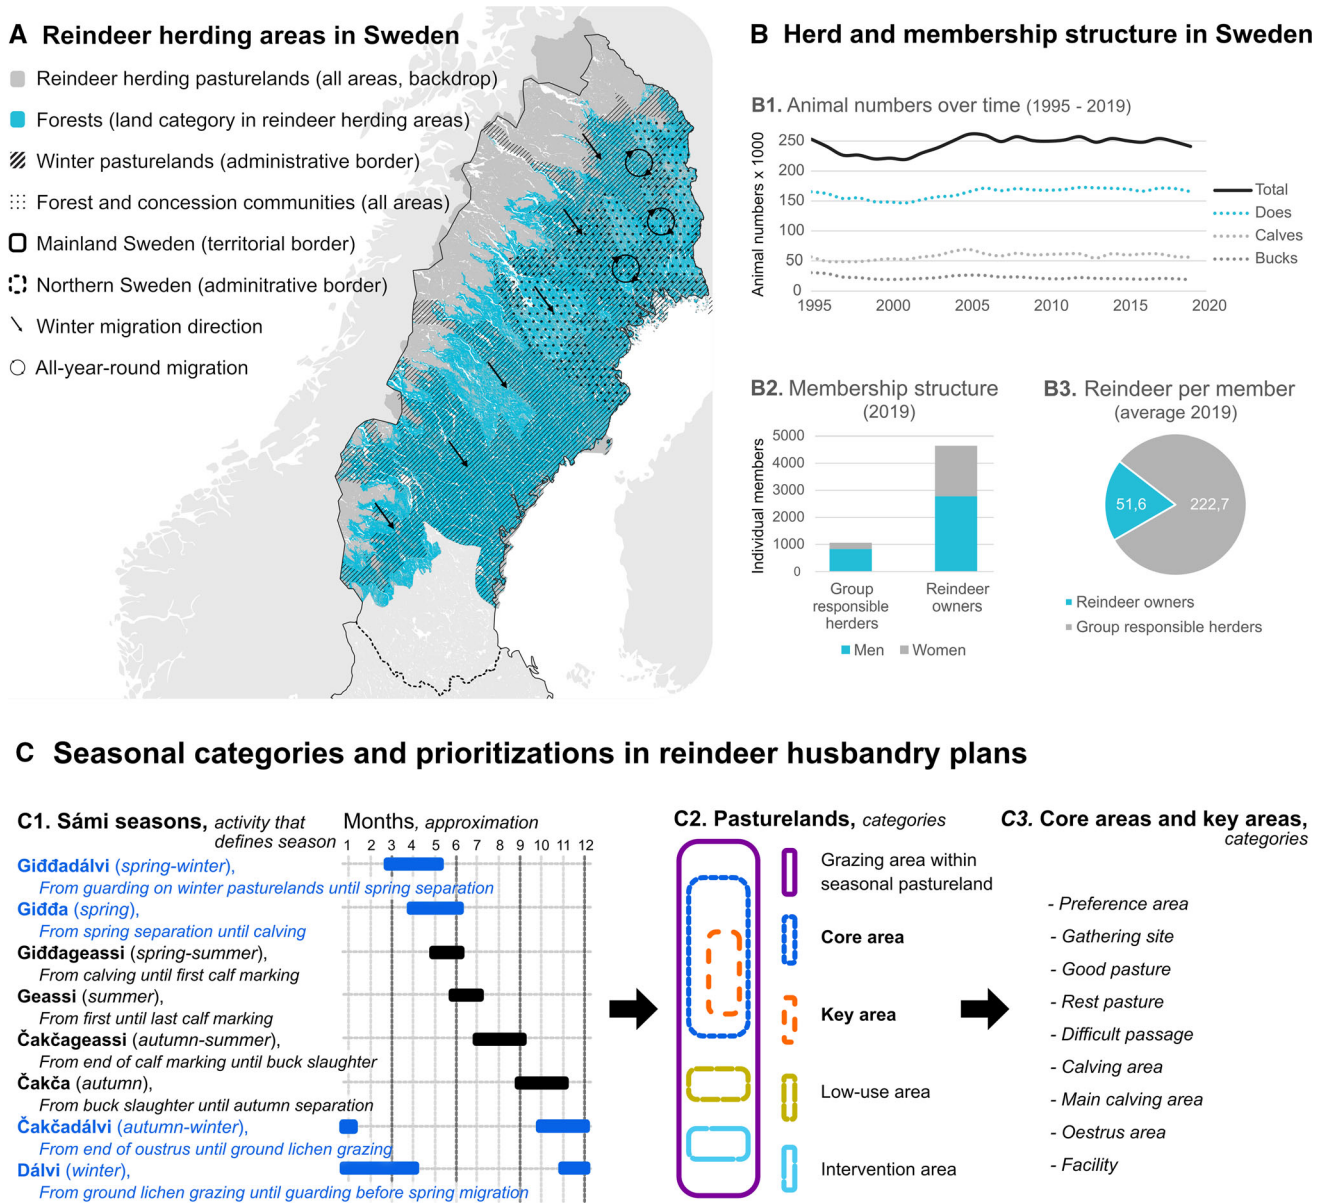 A Reindeer herding areas in Sweden
Reindeer herding pasturelands (all areas, backdrop)
Forests (land category in reindeer herding areas)
Winter pasturelands (administrative border)
Forest and concession communities (all areas)
Mainland Sweden (territorial border)
Northern Sweden (adminitrative border)
Winter migration direction
All-year-round migration
B Herd and membership structure in Sweden
B1. Animal numbers over time (1995 - 2019)
Animal numbers x 1000
250
200
150
100
50
0
1995
2000
2005
2010
2015
2020
Total
Does
Calves
Bucks
B2. Membership structure
(2019)
Individual members
5000
4000
3000
2000
1000
0
Group
responsible
herders
Reindeer
owners
Men
Women
B3. Reindeer per member
(average 2019)
51,6
222,7
Reindeer owners
Group responsible herders
C Seasonal categories and prioritizations in reindeer husbandry plans
C1. Sámi seasons, activity that
defines season
Months, approximation
1 2 3 4 5 6 7 8 9 10 11 12
Giđđadálvi (spring-winter),
From guarding on winter pasturelands until spring separation
Giđđa (spring),
From spring separation until calving
Giđđageassi (spring-summer),
From calving until first calf marking
Geassi (summer),
From first until last calf marking
Čakčageassi (autumn-summer),
From end of calf marking until buck slaughter
Čakča (autumn),
From buck slaughter until autumn separation
Čakčadálvi (autumn-winter),
From end of oustrus until ground lichen grazing
Dálvi (winter),
From ground lichen grazing until guarding before spring migration
C2. Pasturelands, categories
Grazing area within
seasonal pastureland
Core area
Key area
Low-use area
Intervention area
C3. Core areas and key areas,
categories
- Preference area
- Gathering site
- Good pasture
- Rest pasture
- Difficult passage
- Calving area
- Main calving area
- Oestrus area
- Facility